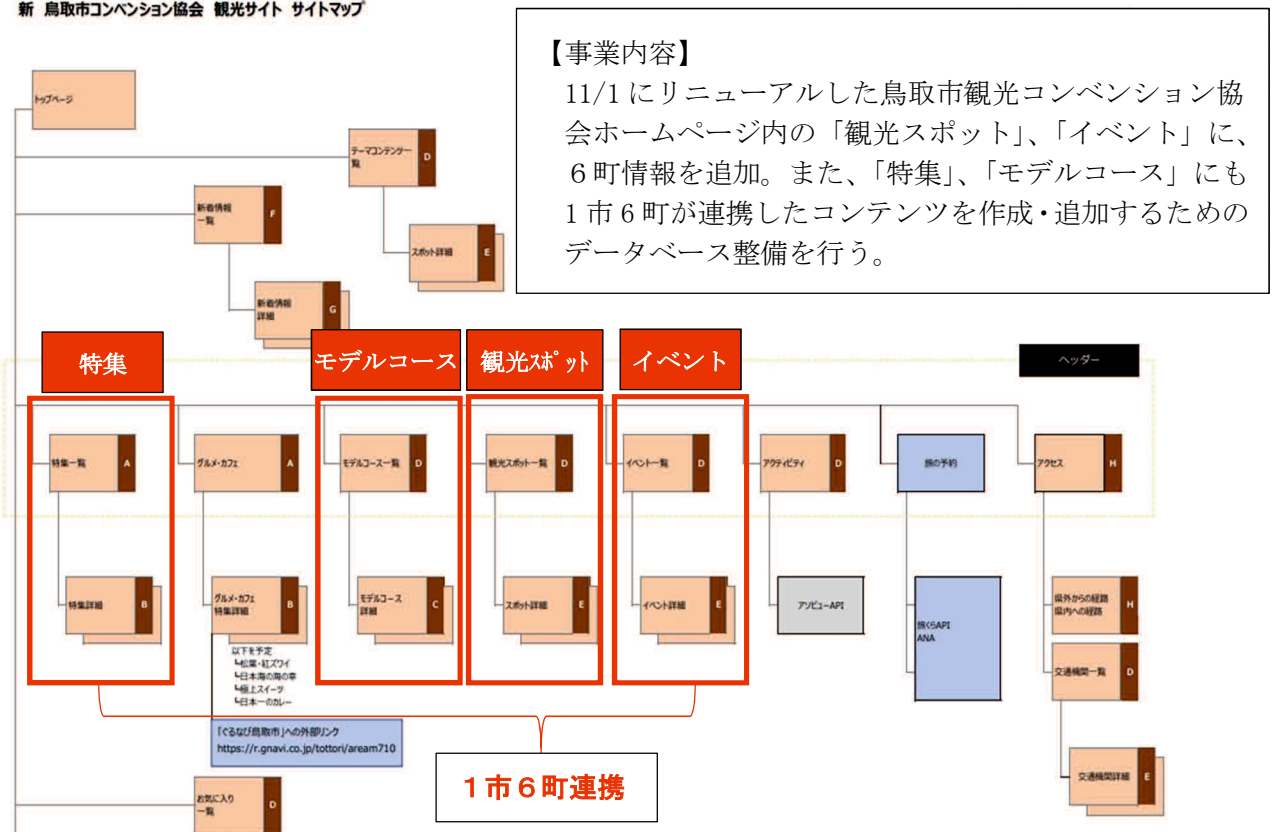 新 鳥取市コンベンション協会 観光サイト サイトマップ
【事業内容】
11/1にリニューアルした鳥取市観光コンベンション協
会ホームページ内の「観光スポット」、「イベント」に、
６町情報を追加。また、「特集」、「モデルコース」にも
1市6町が連携したコンテンツを作成・追加するための
データベース整備を行う。
トップページ
テーマコンテンツ一
覧
D
新着情報
一覧
F
スポット詳細
E
新着情報
詳細
G
特集
モデルコース
観光ｽﾎﾟｯﾄ
イベント
ヘッダー
特集一覧
A
グルメ・カフェ
A
モデルコース一覧
D
観光スポット一覧
D
イベント一覧
D
アクティビティ
D
旅の予約
アクセス
H
特集詳細
B
グルメ・カフェ
特集詳細
B
モデルコース
詳細
C
スポット詳細
E
イベント詳細
E
アソビューAPI
旅くらAPI
ANA
県外からの経路
県内への経路
H
以下を予定
┗松葉・紅ズワイ
┗日本海の海の幸
┗極上スイーツ
┗日本一のカレー
交通機関一覧
D
「ぐるなび鳥取市」への外部リンク
https://r.gnavi.co.jp/tottori/aream710
１市６町連携
交通機関詳細
E
お気に入り
一覧
D